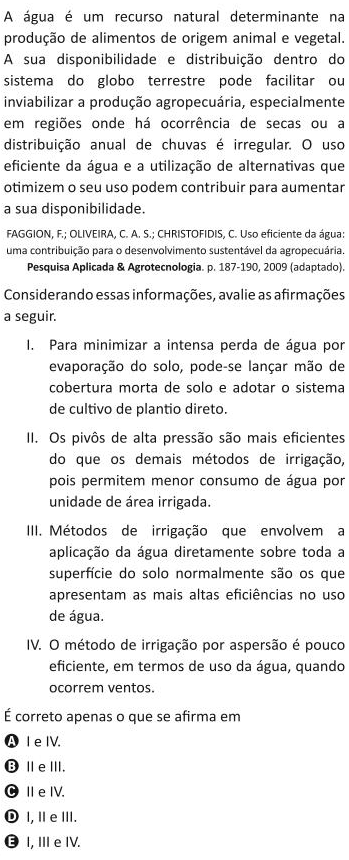 A água é um recurso natural determinante na
produção de alimentos de origem animal e vegetal.
A sua disponibilidade e distribuição dentro do
sistema do globo terrestre pode facilitar ou
inviabilizar a produção agropecuária, especialmente
em regiões onde há ocorrência de secas ou a
distribuição anual de chuvas é irregular. O uso
eficiente da água e a utilização de alternativas que
otimizem o seu uso podem contribuir para aumentar
a sua disponibilidade.
FAGGION, F.; OLIVEIRA, C. A. S.; CHRISTOFIDIS, C. Uso eficiente da água:
uma contribuição para o desenvolvimento sustentável da agropecuária.
Pesquisa Aplicada & Agrotecnologia. p. 187-190, 2009 (adaptado).
Considerando essas informações, avalie as afirmações
a seguir.
I. Para minimizar a intensa perda de água por
evaporação do solo, pode-se lançar mão de
cobertura morta de solo e adotar o sistema
de cultivo de plantio direto.
II. Os pivôs de alta pressão são mais eficientes
do que os demais métodos de irrigação,
pois permitem menor consumo de água por
unidade de área irrigada.
III. Métodos de irrigação que envolvem a
aplicação da água diretamente sobre toda a
superfície do solo normalmente são os que
apresentam as mais altas eficiências no uso
de água.
IV. O método de irrigação por aspersão é pouco
eficiente, em termos de uso da água, quando
ocorrem ventos.
É correto apenas o que se afirma em
A I e IV.
B II e III.
C II e IV.
D I, II e III.
E I, III e IV.